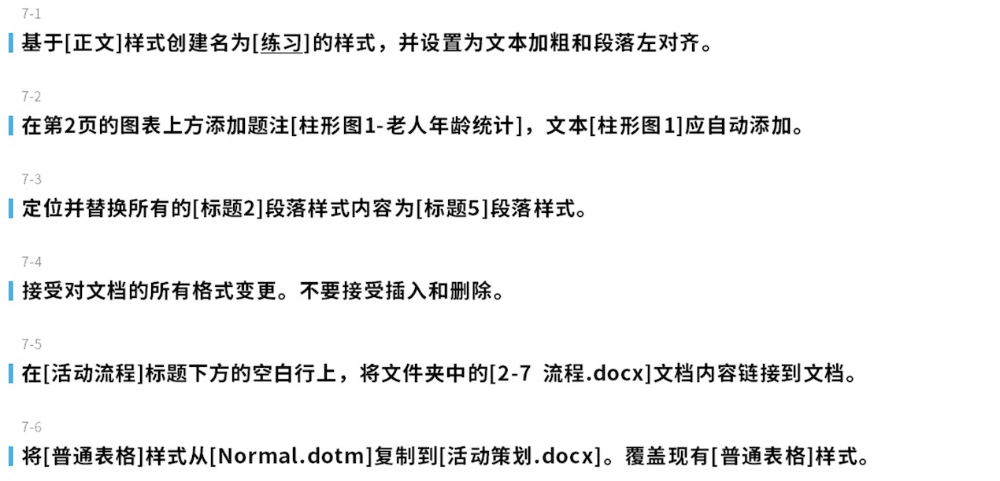 7-1
基于[正文]样式创建名为[练习]的样式，并设置为文本加粗和段落左对齐。
7-2
在第2页的图表上方添加题注[柱形图1-老人年龄统计]，文本[柱形图1]应自动添加。
7-3
定位并替换所有的[标题2]段落样式内容为[标题5]段落样式。
7-4
接受对文档的所有格式变更。不要接受插入和删除。
7-5
在[活动流程]标题下方的空白行上，将文件夹中的[2-7 流程.docx]文档内容链接到文档。
7-6
将[普通表格]样式从[Normal.dotm]复制到[活动策划.docx]。覆盖现有[普通表格]样式。